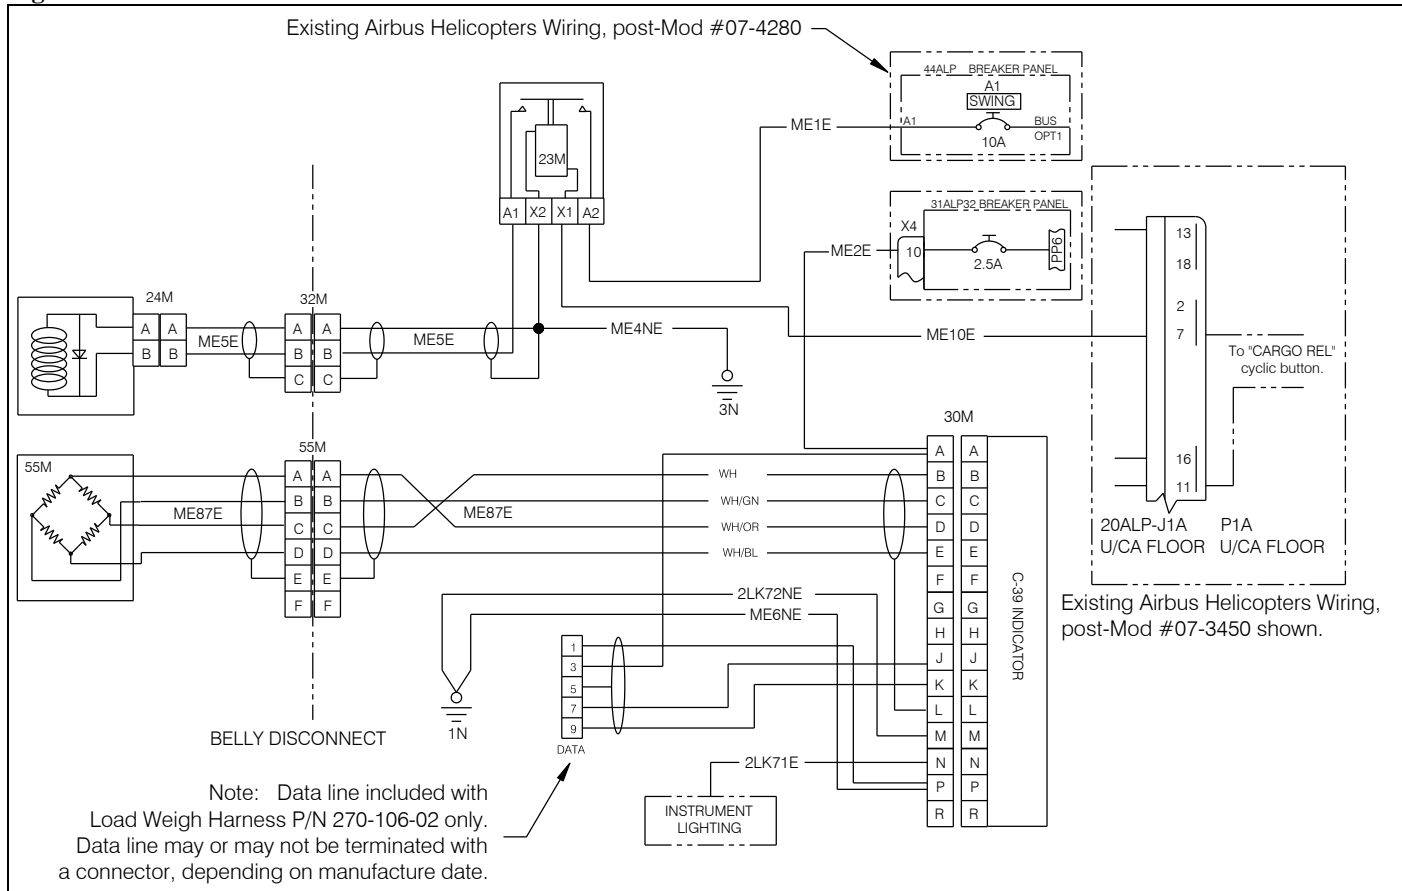 Existing Airbus Helicopters Wiring, post-Mod #07-4280
44ALP BREAKER PANEL
A1
SWING
A1
BUS
OPT1
10A
ME1E
23M
A1 X2 X1 A2
31ALP32 BREAKER PANEL
X4
10
2.5A
PP6
ME2E
13
18
2
7
16
11
To "CARGO REL"
cyclic button.
20ALP-J1A
U/CA FLOOR
P1A
U/CA FLOOR
Existing Airbus Helicopters Wiring,
post-Mod #07-3450 shown.
24M
A A
B B
ME5E
32M
A A
B B
C C
ME5E
ME4NE
3N
ME10E
55M
ME87E
55M
A A
B B
C C
D D
E E
F F
ME87E
WH
WH/GN
WH/OR
WH/BL
30M
A A
B B
C C
D D
E E
F F
G G
H H
J J
K K
L L
M M
N N
P P
R R
C-39 INDICATOR
2LK72NE
ME6NE
1N
1
3
5
7
9
DATA
2LK71E
INSTRUMENT
LIGHTING
BELLY DISCONNECT
Note: Data line included with
Load Weigh Harness P/N 270-106-02 only.
Data line may or may not be terminated with
a connector, depending on manufacture date.